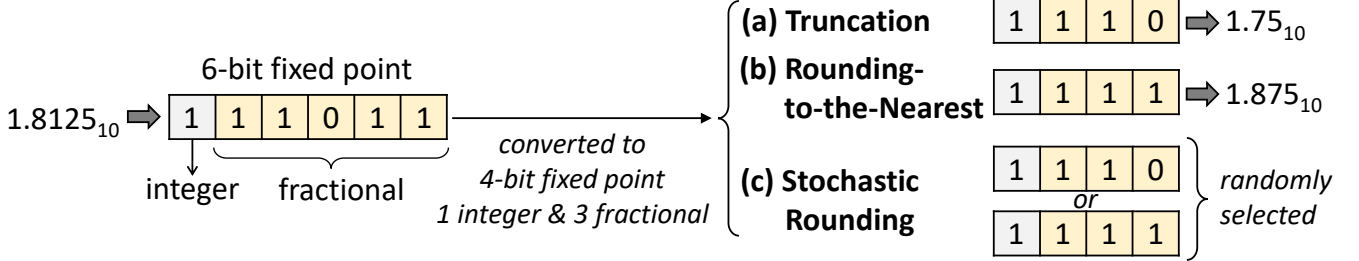 1.8125₁₀
6-bit fixed point
1 1 1 0 1 1
integer
fractional
converted to
4-bit fixed point
1 integer & 3 fractional
(a) Truncation
1 1 1 0
1.75₁₀
(b) Rounding-
to-the-Nearest
1 1 1 1
1.875₁₀
(c) Stochastic
Rounding
1 1 1 0
or
1 1 1 1
randomly
selected